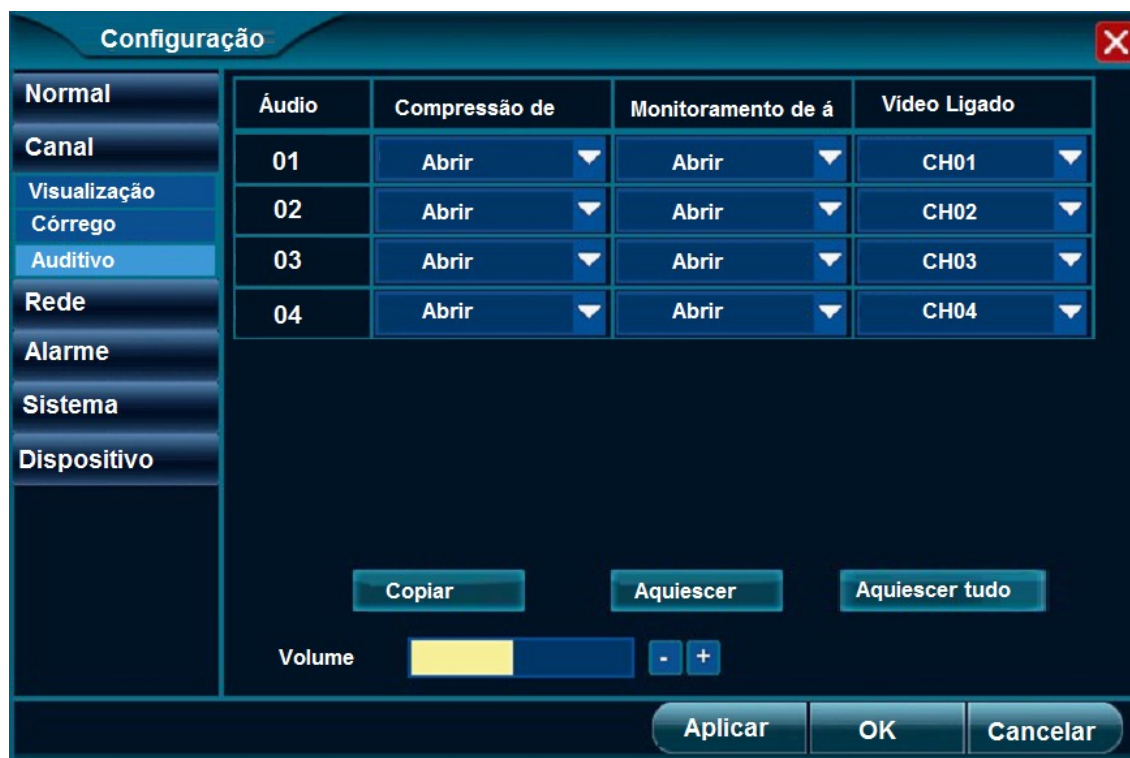 Configuração
Normal
Canal
Visualização
Córrego
Auditivo
Rede
Alarme
Sistema
Dispositivo
Áudio Compressão de Monitoramento de á Vídeo Ligado
01 Abrir Abrir CH01
02 Abrir Abrir CH02
03 Abrir Abrir CH03
04 Abrir Abrir CH04
Copiar Aquiescer Aquiescer tudo
Volume - +
Aplicar OK Cancelar